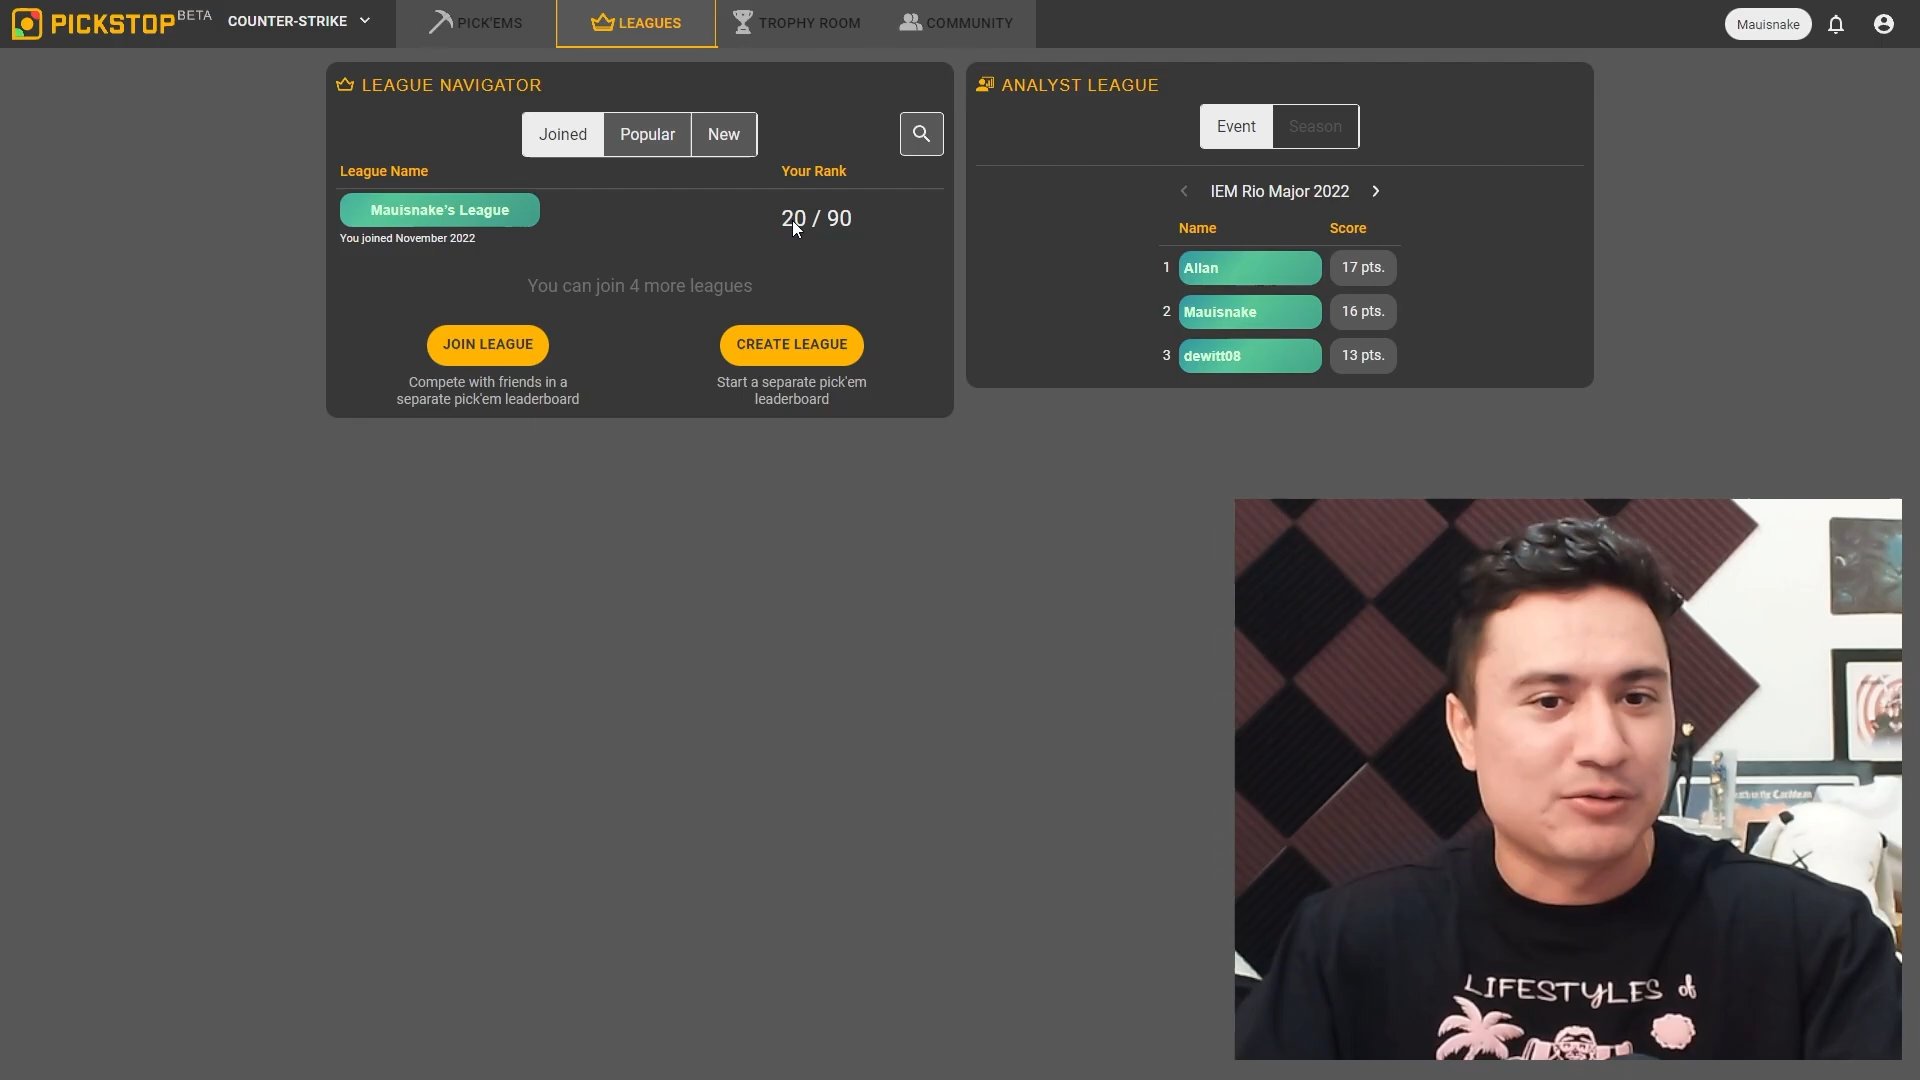 PICKSTOP BETA
COUNTER-STRIKE
PICK'EMS
LEAGUES
TROPHY ROOM
COMMUNITY
Mauisnake
LEAGUE NAVIGATOR
Joined
Popular
New
League Name
Your Rank
Mauisnake's League
20 / 90
You joined November 2022
You can join 4 more leagues
JOIN LEAGUE
CREATE LEAGUE
Compete with friends in a
separate pick'em leaderboard
Start a separate pick'em
leaderboard
ANALYST LEAGUE
Event
Season
IEM Rio Major 2022
Name
Score
1 Allan 17 pts.
2 Mauisnake 16 pts.
3 dewitt08 13 pts.
LIFESTYLES of